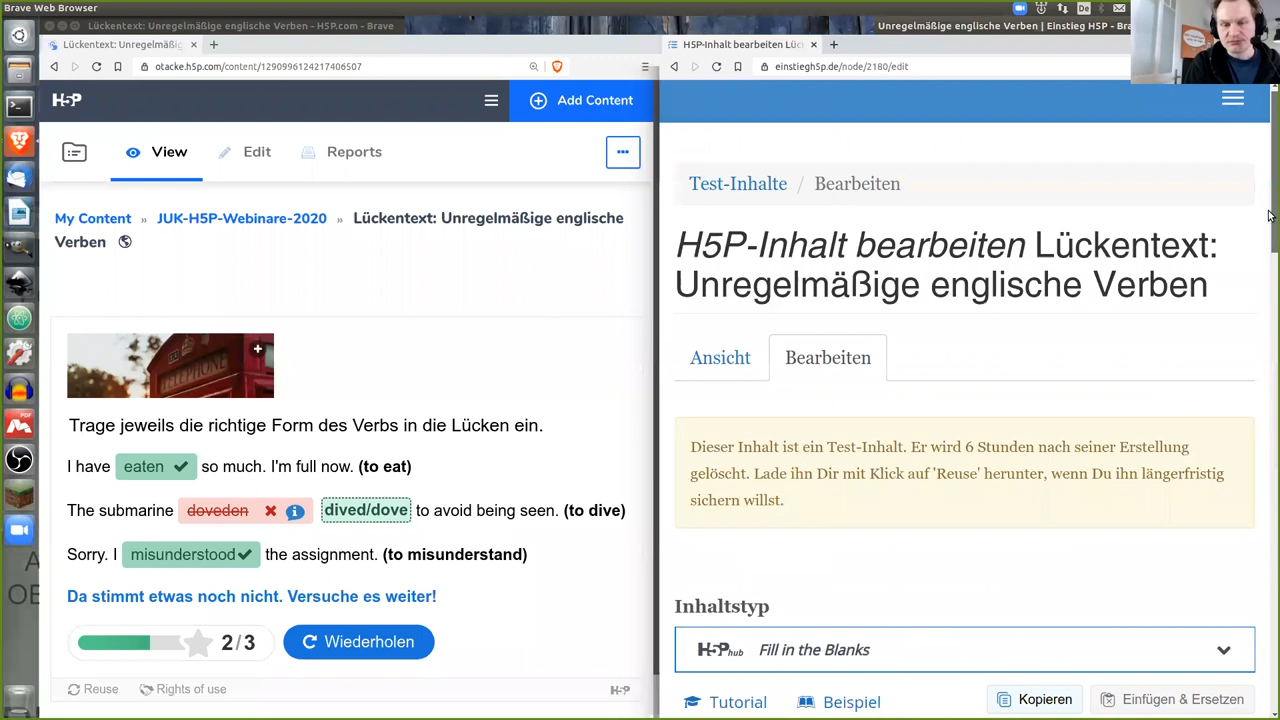 Brave Web Browser
De
Lückentext: Unregelmäßige englische Verben - H5P.com - Brave
Unregelmäßige englische Verben | Einstieg H5P - Bra
Lückentext: Unregelmäßig
H5P-Inhalt bearbeiten Lück
otacke.h5p.com/content/1290996124217406507
einstiegh5p.de/node/2180/edit
H5P
Add Content
View
Edit
Reports
My Content » JUK-H5P-Webinare-2020 » Lückentext: Unregelmäßige englische
Verben
TELEPHONE
Trage jeweils die richtige Form des Verbs in die Lücken ein.
I have eaten so much. I'm full now. (to eat)
The submarine doveden dived/dove to avoid being seen. (to dive)
Sorry. I misunderstood the assignment. (to misunderstand)
Da stimmt etwas noch nicht. Versuche es weiter!
2/3
Wiederholen
Reuse
Rights of use
H5P
Test-Inhalte / Bearbeiten
H5P-Inhalt bearbeiten Lückentext:
Unregelmäßige englische Verben
Ansicht
Bearbeiten
Dieser Inhalt ist ein Test-Inhalt. Er wird 6 Stunden nach seiner Erstellung
gelöscht. Lade ihn Dir mit Klick auf 'Reuse' herunter, wenn Du ihn längerfristig
sichern willst.
Inhaltstyp
H5P hub Fill in the Blanks
Tutorial
Beispiel
Kopieren
Einfügen & Ersetzen
PDF